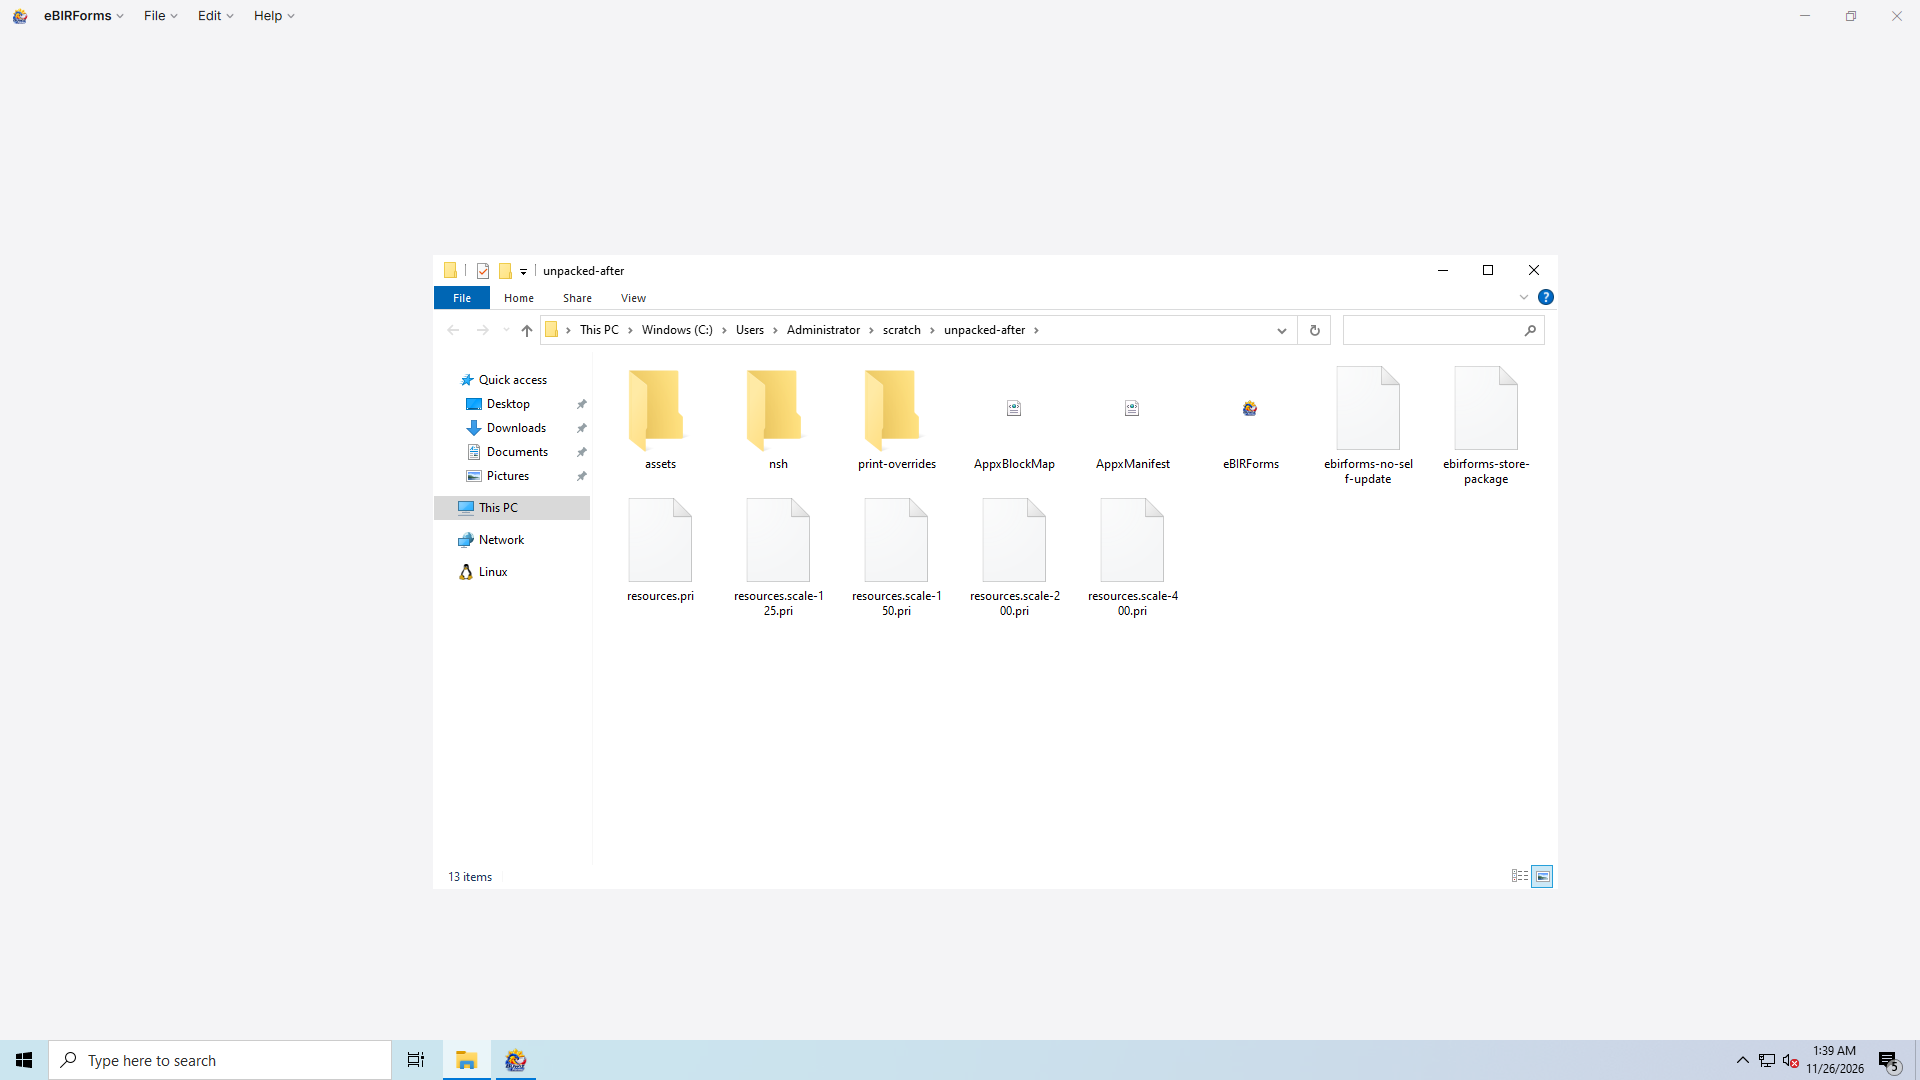 eBIRForms File Edit Help
unpacked-after
File Home Share View
This PC Windows (C:) Users Administrator scratch unpacked-after
Quick access
Desktop
Downloads
Documents
Pictures
This PC
Network
Linux
assets
nsh
print-overrides
AppxBlockMap
AppxManifest
eBIRForms
ebirforms-no-sel
f-update
ebirforms-store-
package
resources.pri
resources.scale-1
25.pri
resources.scale-1
50.pri
resources.scale-2
00.pri
resources.scale-4
00.pri
13 items
Type here to search
1:39 AM
11/26/2026
5